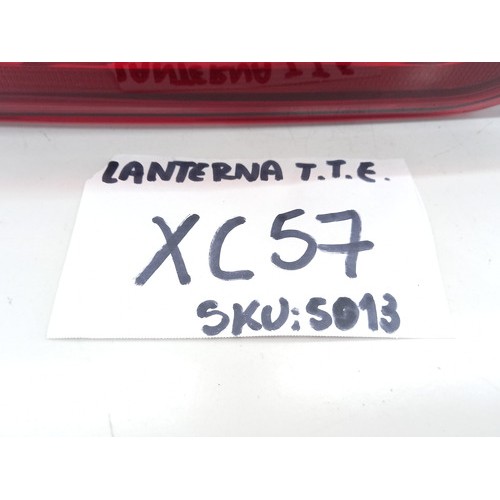 LANTERNA T.T.E.
XC57
SKU:5013